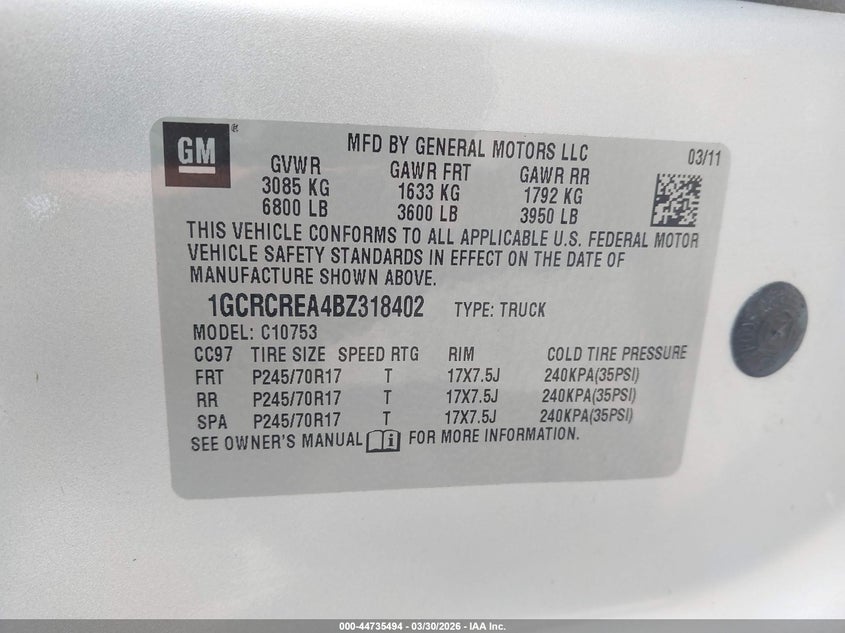 GM®
MFD BY GENERAL MOTORS LLC 03/11
GVWR GAWR FRT GAWR RR
3085 KG 1633 KG 1792 KG
6800 LB 3600 LB 3950 LB
THIS VEHICLE CONFORMS TO ALL APPLICABLE U.S. FEDERAL MOTOR
VEHICLE SAFETY STANDARDS IN EFFECT ON THE DATE OF
MANUFACTURE SHOWN ABOVE.
1GCRCREA4BZ318402 TYPE: TRUCK
MODEL: C10753
CC97 TIRE SIZE SPEED RTG RIM COLD TIRE PRESSURE
FRT P245/70R17 T 17X7.5J 240KPA(35PSI)
RR P245/70R17 T 17X7.5J 240KPA(35PSI)
SPA P245/70R17 T 17X7.5J 240KPA(35PSI)
SEE OWNER'S MANUAL FOR MORE INFORMATION.
000-44735494 — 03/30/2026 — IAA Inc.